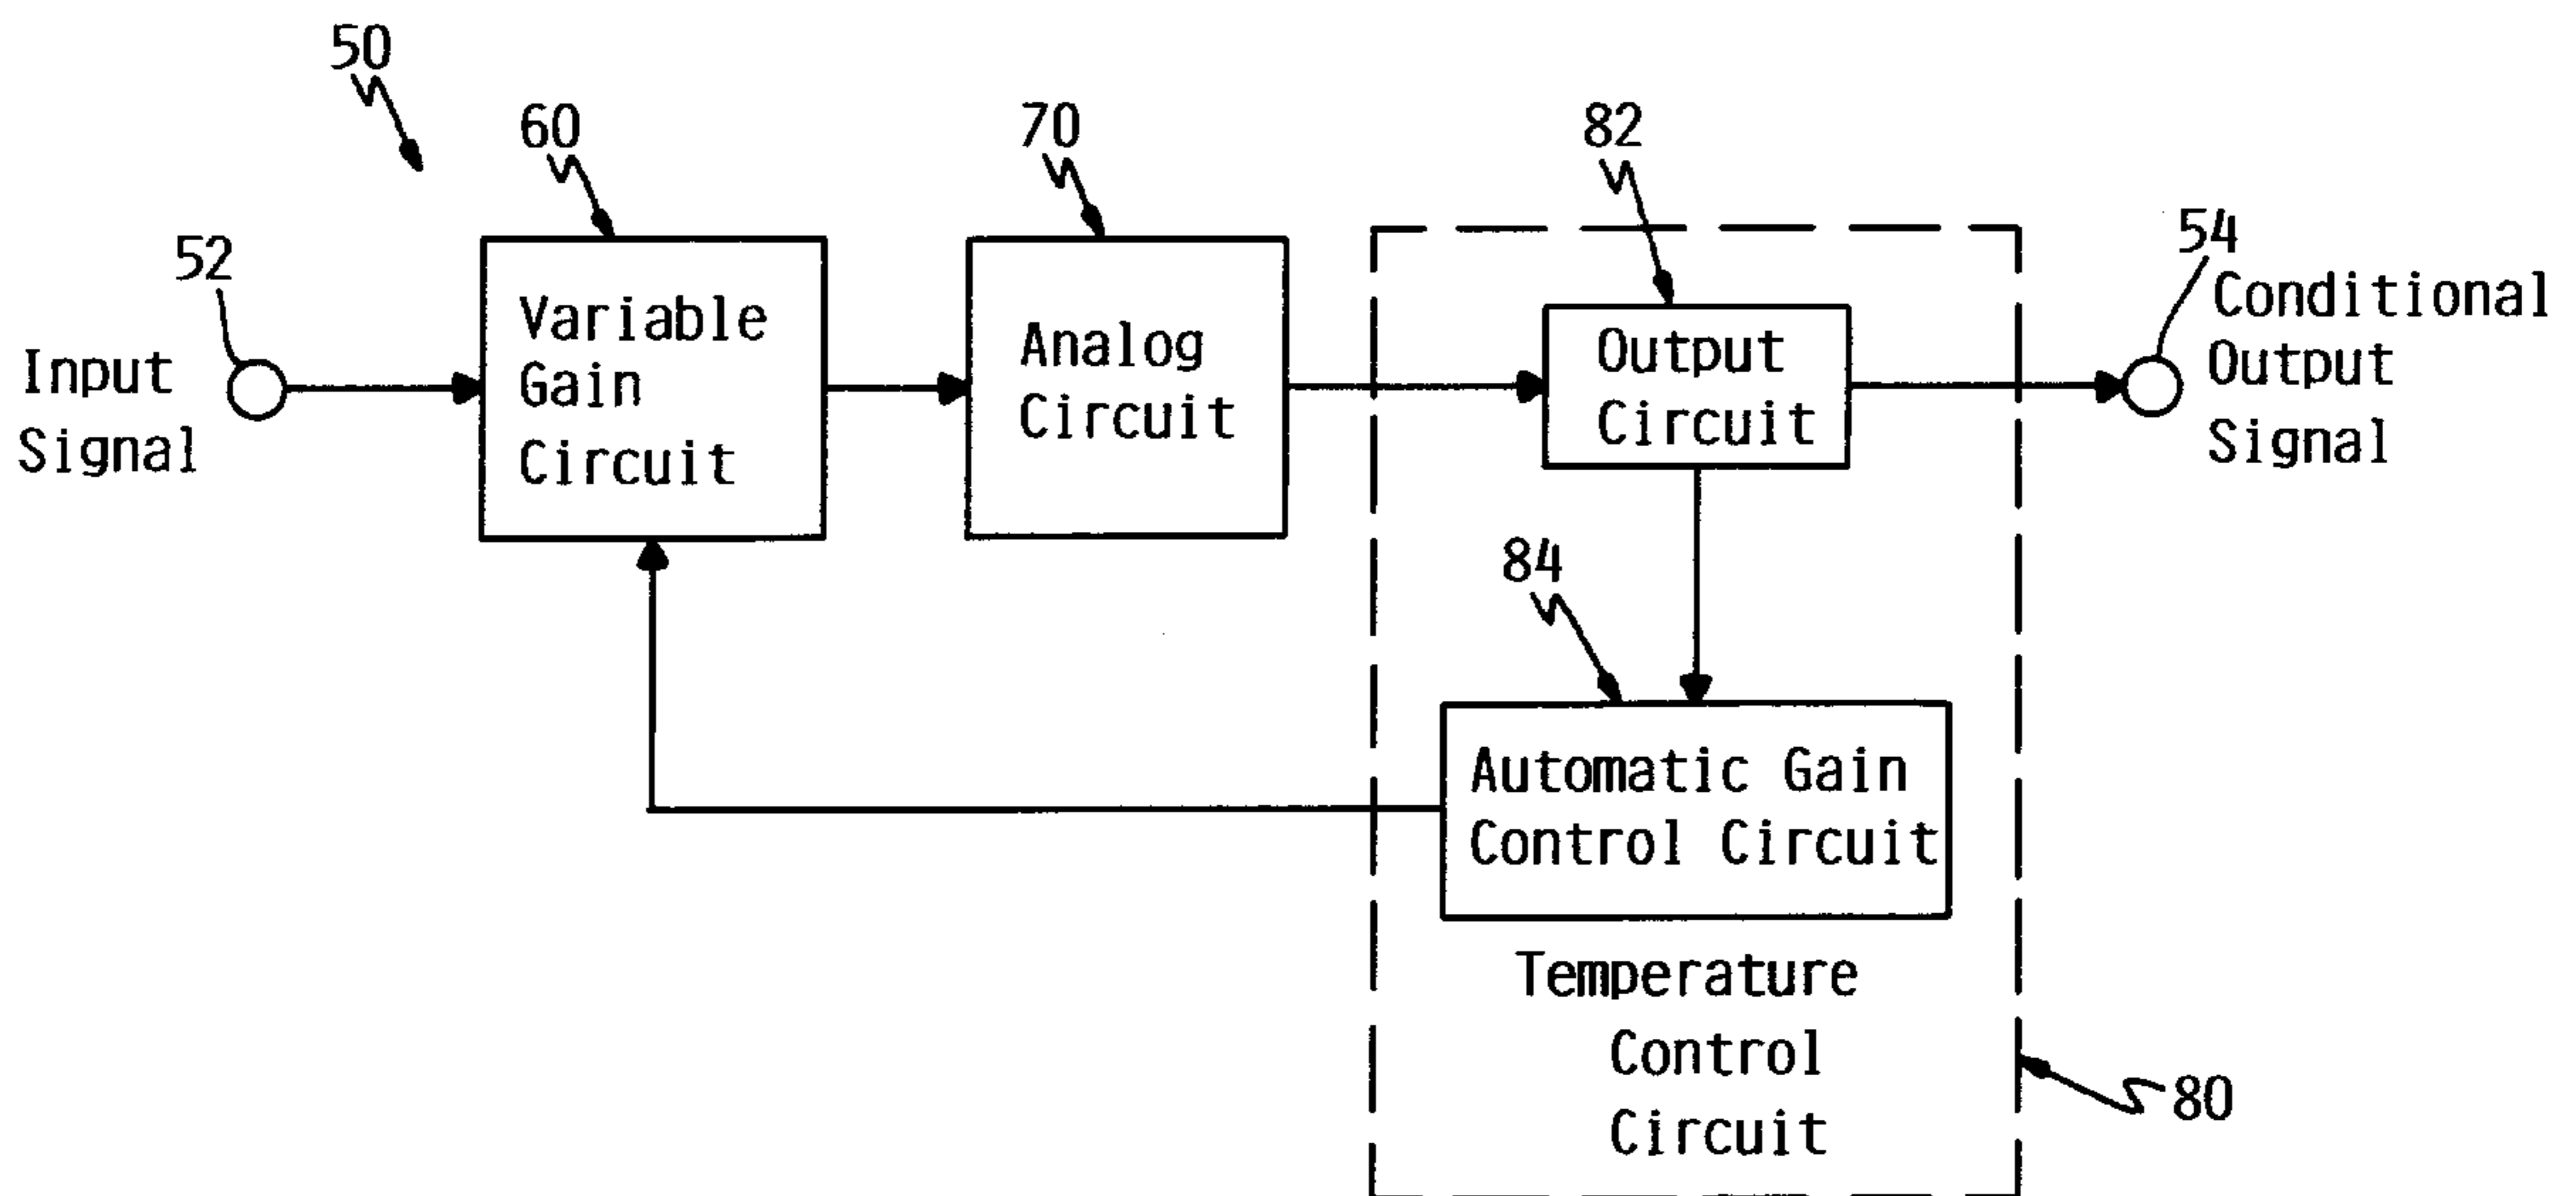 50
60
70
82
52
54
Input
Signal
Variable
Gain
Circuit
Analog
Circuit
Output
Circuit
Conditional
Output
Signal
84
Automatic Gain
Control Circuit
Temperature
Control
Circuit
80